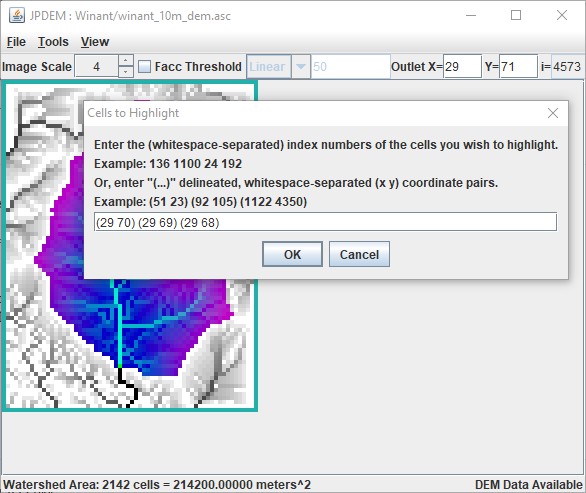 JPDEM : Winant/winant_10m_dem.asc
File Tools View
Image Scale 4 Facc Threshold Linear 50 Outlet X= 29 Y= 71 i= 4573
Cells to Highlight
Enter the (whitespace-separated) index numbers of the cells you wish to highlight.
Example: 136 1100 24 192
Or, enter "(...)" delineated, whitespace-separated (x y) coordinate pairs.
Example: (51 23) (92 105) (1122 4350)
(29 70) (29 69) (29 68)
OK Cancel
Watershed Area: 2142 cells = 214200.00000 meters^2 DEM Data Available